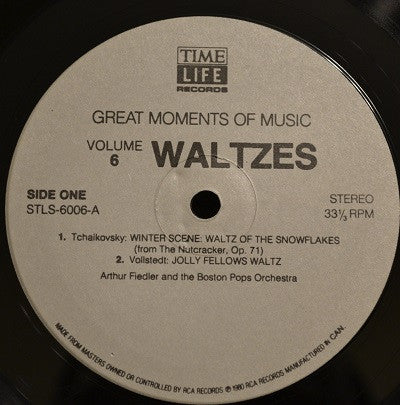 TIME
LIFE
RECORDS
GREAT MOMENTS OF MUSIC
VOLUME
6
WALTZES
SIDE ONE
STLS-6006-A
STEREO
33⅓ RPM
1. Tchaikovsky: WINTER SCENE: WALTZ OF THE SNOWFLAKES
(from The Nutcracker, Op. 71)
2. Vollstedt: JOLLY FELLOWS WALTZ
Arthur Fiedler and the Boston Pops Orchestra
MADE FROM MASTERS OWNED OR CONTROLLED BY RCA RECORDS ℗ 1980 RCA RECORDS MANUFACTURED IN CAN.